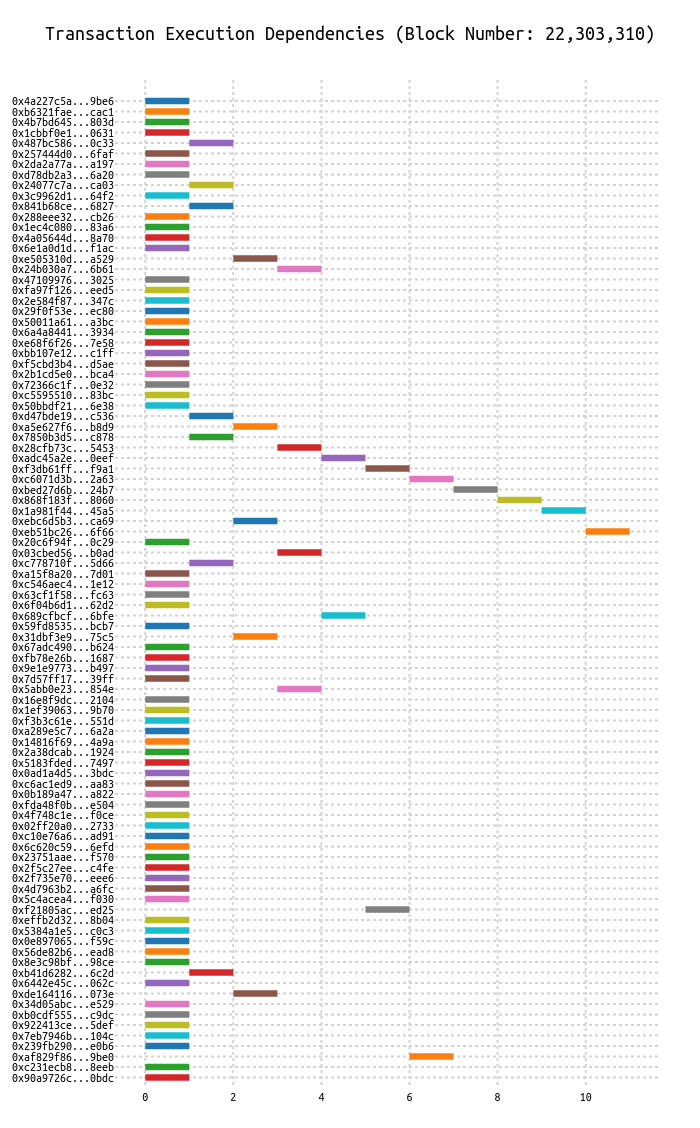 Transaction Execution Dependencies (Block Number: 22,303,310)
0x4a227c5a...9be6
0xb6321fae...cac1
0x4b7bd645...803d
0x1cbbf0e1...0631
0x487bc586...0c33
0x257444d0...6faf
0x2da2a77a...a197
0xd78db2a3...6a20
0x24077c7a...ca03
0x3c9962d1...64f2
0x841b68ce...6827
0x288eee32...cb26
0x1ec4c080...83a6
0x4a05644d...8a70
0x6e1a0d1d...f1ac
0xe505310d...a529
0x24b030a7...6b61
0x47109976...3025
0xfa97f126...eed5
0x2e584f87...347c
0x29f0f53e...ec80
0x50011a61...a3bc
0x6a4a8441...3934
0xe68f6f26...7e58
0xbb107e12...c1ff
0xf5cbd3b4...d5ae
0x2b1cd5e0...bca4
0x72366c1f...0e32
0xc5595510...83bc
0x50bbdf21...6e38
0xd47bde19...c536
0xa5e627f6...b8d9
0x7850b3d5...c878
0x28cfb73c...5453
0xadc45a2e...0eef
0xf3db61ff...f9a1
0xc6071d3b...2a63
0xbed27d6b...24b7
0x868f183f...8060
0x1a981f44...45a5
0xebc6d5b3...ca69
0xeb51bc26...6f66
0x20c6f94f...0c29
0x03cbed56...b0ad
0xc778710f...5d66
0xa15f8a20...7d01
0xc546aec4...1e12
0x63cf1f58...fc63
0x6f04b6d1...62d2
0x689cfbcf...6bfe
0x59fd8535...bcb7
0x31dbf3e9...75c5
0x67adc490...b624
0xfb78e26b...1687
0x9e1e9773...b497
0x7d57ff17...39ff
0x5abb0e23...854e
0x16e8f9dc...2104
0x1ef39063...9b70
0xf3b3c61e...551d
0xa289e5c7...6a2a
0x14816f69...4a9a
0x2a38dcab...1924
0x5183fded...7497
0x0ad1a4d5...3bdc
0xc6ac1ed9...aa83
0x0b189a47...a822
0xfda48f0b...e504
0x4f748c1e...f0ce
0x02ff20a0...2733
0xc10e76a6...ad91
0x6c620c59...6efd
0x23751aae...f570
0x2f5c27ee...c4fe
0x2f735e70...eee6
0x4d7963b2...a6fc
0x5c4acea4...f030
0xf21805ac...ed25
0xeffb2d32...8b04
0x5384a1e5...c0c3
0x0e897065...f59c
0x56de82b6...ead8
0x8e3c98bf...98ce
0xb41d6282...6c2d
0x6442e45c...062c
0xde164116...073e
0x34d05abc...e529
0xb0cdf555...c9dc
0x922413ce...5def
0x7eb7946b...104c
0x239fb290...e0b6
0xaf829f86...9be0
0xc231ecb8...8eeb
0x90a9726c...0bdc
0 2 4 6 8 10